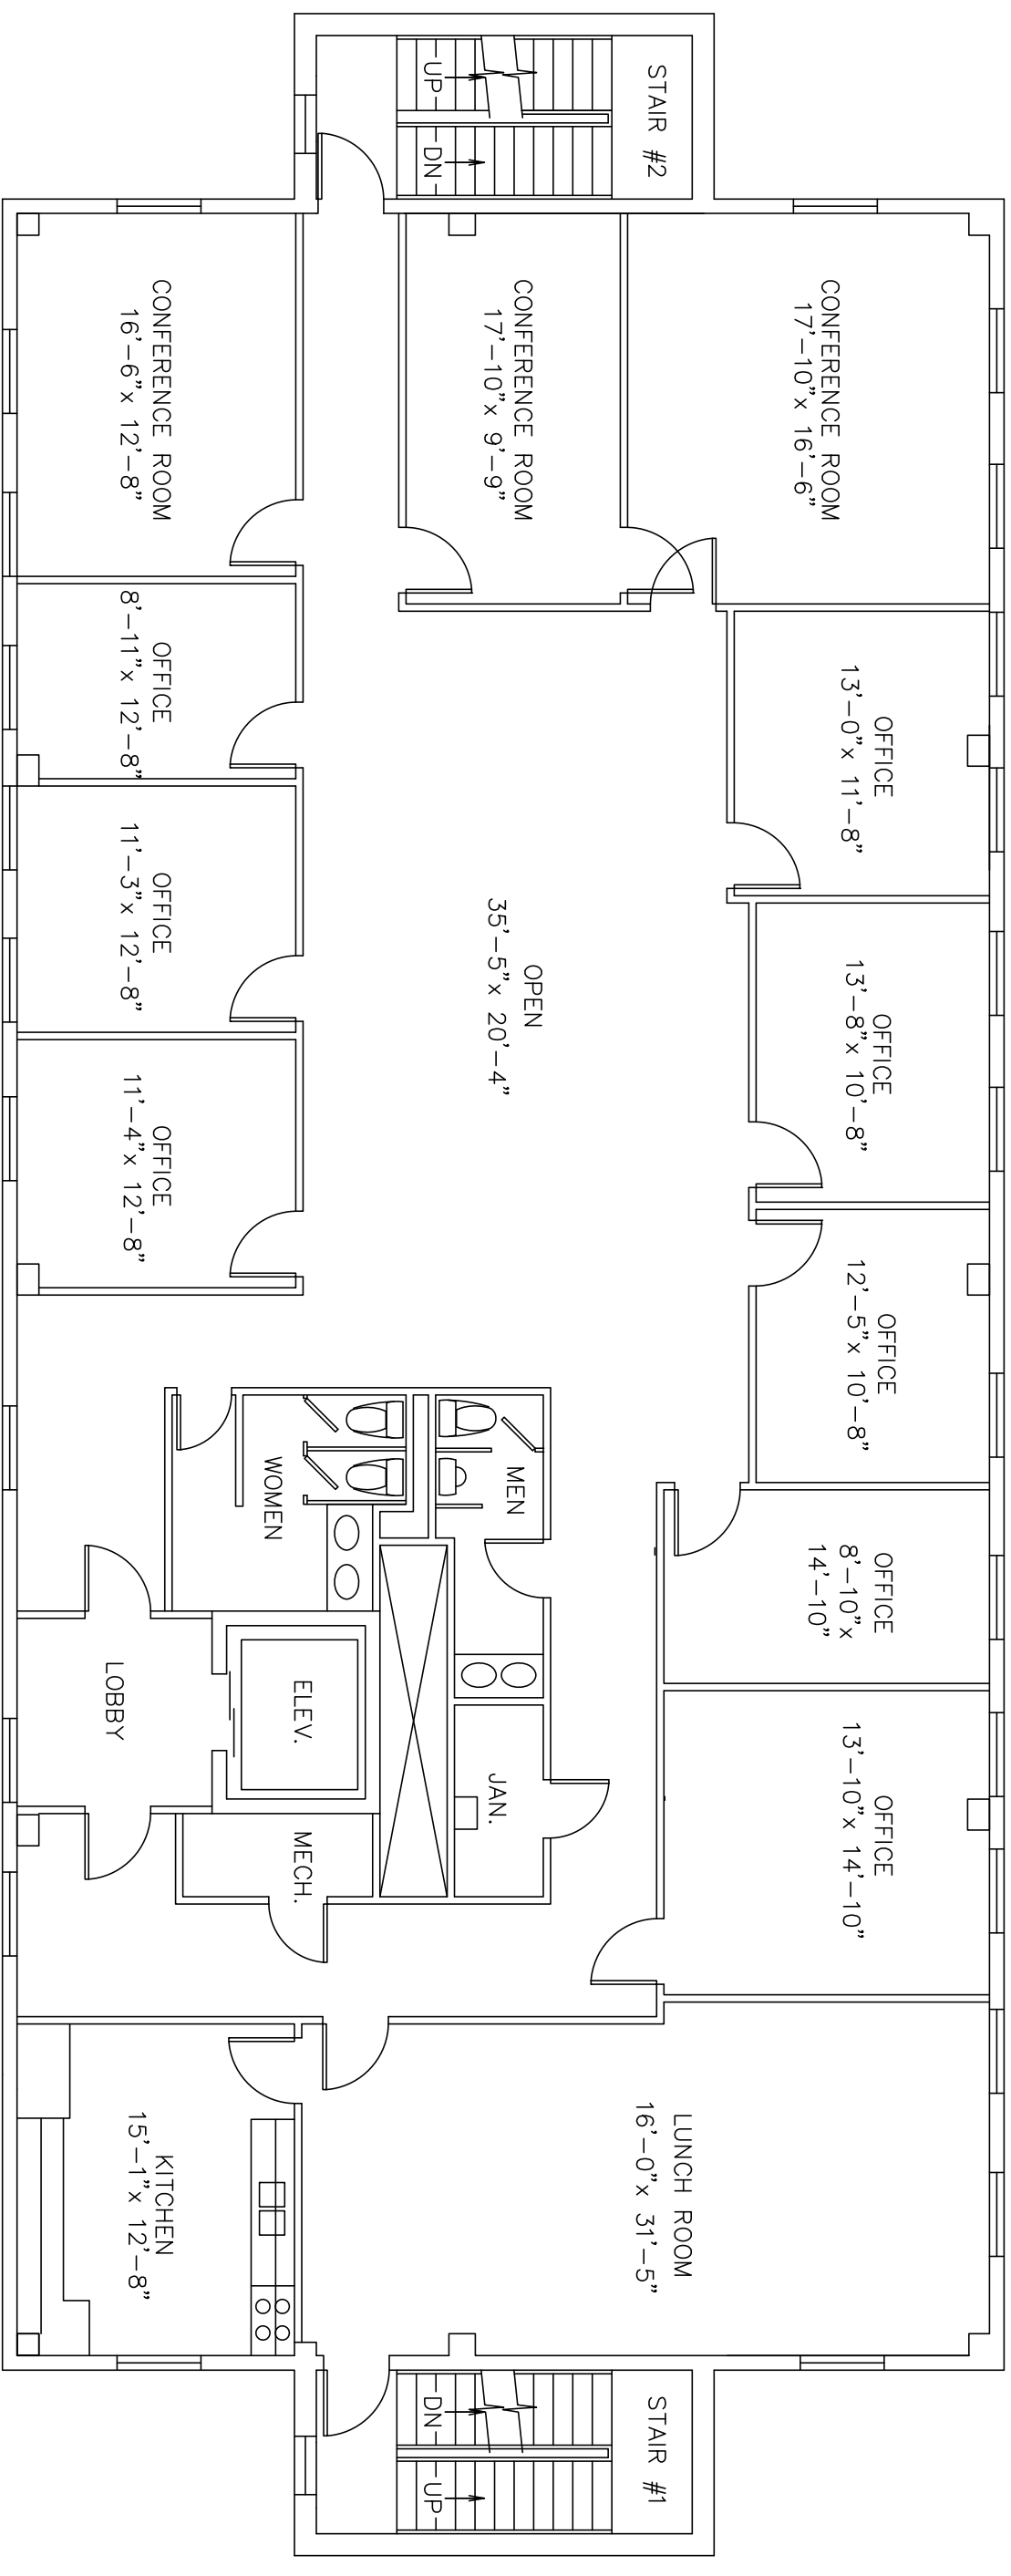 STAIR #2
UP
DN
CONFERENCE ROOM
17'-10"x 16'-6"
CONFERENCE ROOM
17'-10"x 9'-9"
CONFERENCE ROOM
16'-6"x 12'-8"
OFFICE
13'-0"x 11'-8"
OFFICE
8'-11"x 12'-8"
OFFICE
11'-3"x 12'-8"
OPEN
35'-5"x 20'-4"
OFFICE
13'-8"x 10'-8"
OFFICE
11'-4"x 12'-8"
OFFICE
12'-5"x 10'-8"
MEN
WOMEN
OFFICE
8'-10"x
14'-10"
LOBBY
ELEV.
JAN.
MECH.
OFFICE
13'-10"x 14'-10"
LUNCH ROOM
16'-0"x 31'-5"
KITCHEN
15'-1"x 12'-8"
STAIR #1
DN
UP